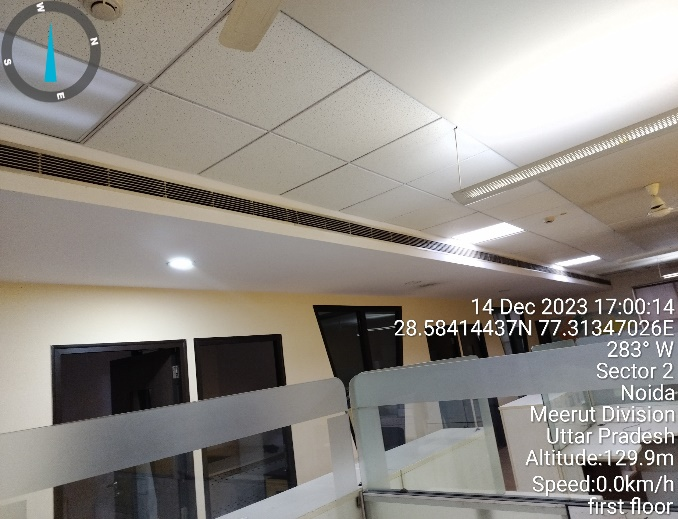 W
N
S
E
14 Dec 2023 17:00:14
28.58414437N 77.31347026E
283° W
Sector 2
Noida
Meerut Division
Uttar Pradesh
Altitude:129.9m
Speed:0.0km/h
first floor